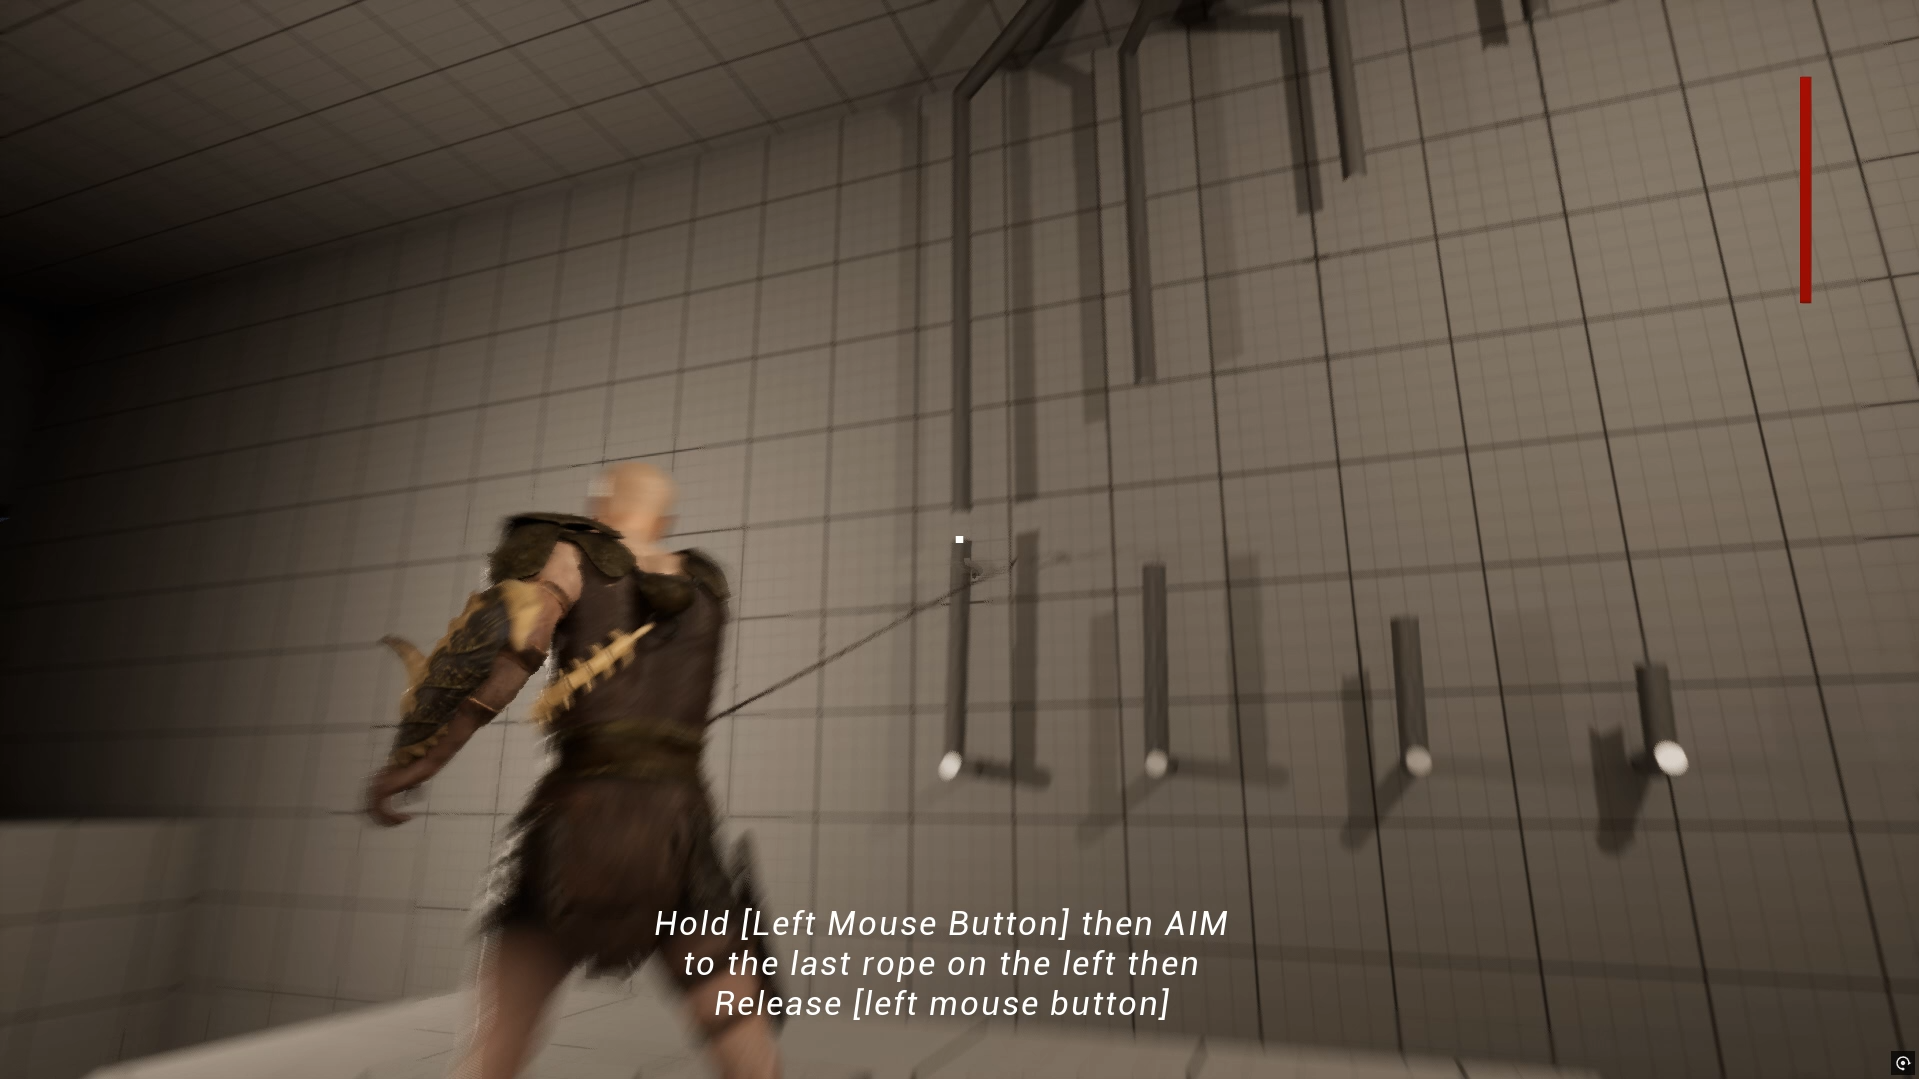 Hold [Left Mouse Button] then AIM
to the last rope on the left then
Release [left mouse button]